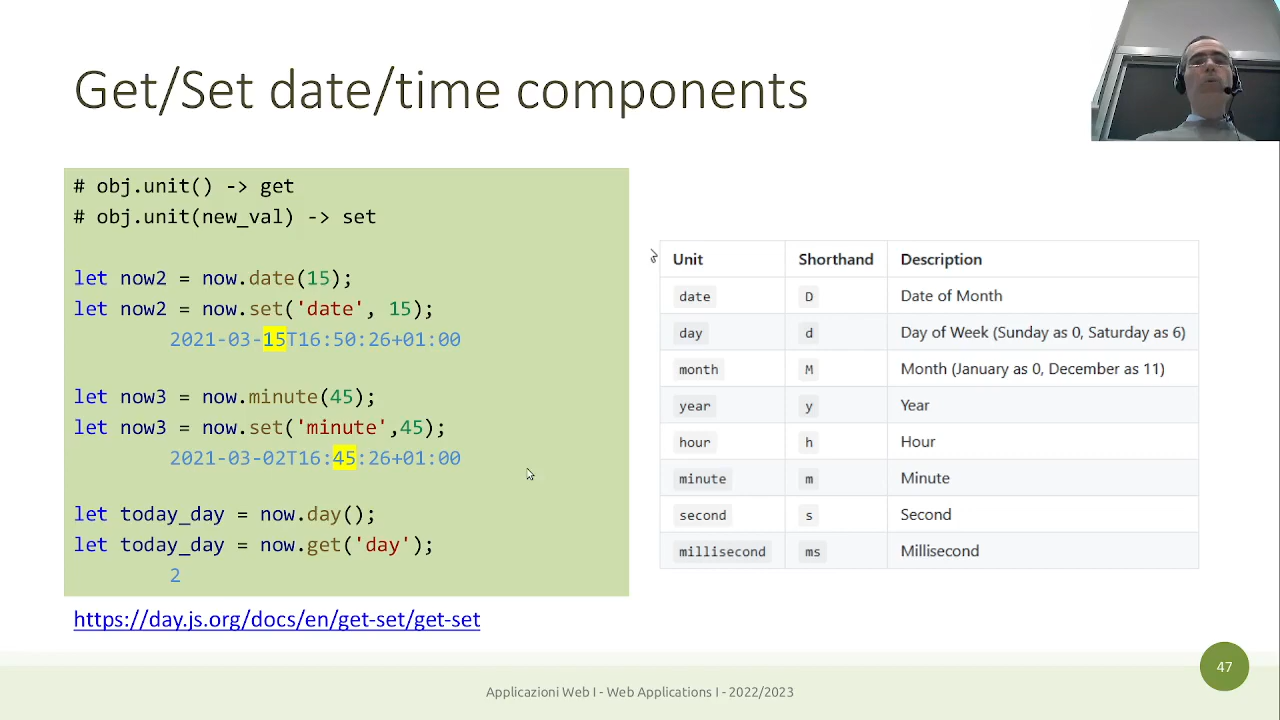 Get/Set date/time components
# obj.unit() -> get
# obj.unit(new_val) -> set
let now2 = now.date(15);
let now2 = now.set('date', 15);
2021-03-15T16:50:26+01:00
let now3 = now.minute(45);
let now3 = now.set('minute',45);
2021-03-02T16:45:26+01:00
let today_day = now.day();
let today_day = now.get('day');
2
https://day.js.org/docs/en/get-set/get-set
Unit Shorthand Description
date D Date of Month
day d Day of Week (Sunday as 0, Saturday as 6)
month M Month (January as 0, December as 11)
year y Year
hour h Hour
minute m Minute
second s Second
millisecond ms Millisecond
47
Applicazioni Web I - Web Applications I - 2022/2023